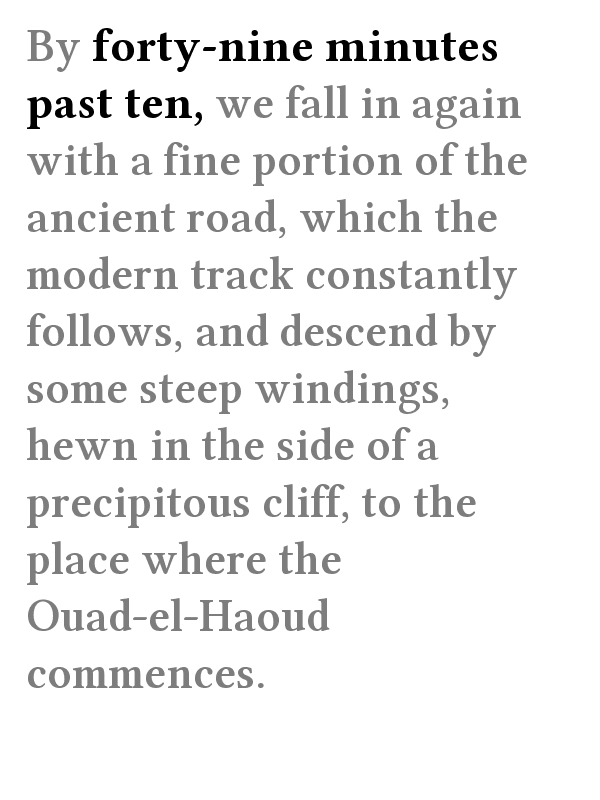 By forty-nine minutes
past ten, we fall in again
with a fine portion of the
ancient road, which the
modern track constantly
follows, and descend by
some steep windings,
hewn in the side of a
precipitous cliff, to the
place where the
Ouad-el-Haoud
commences.